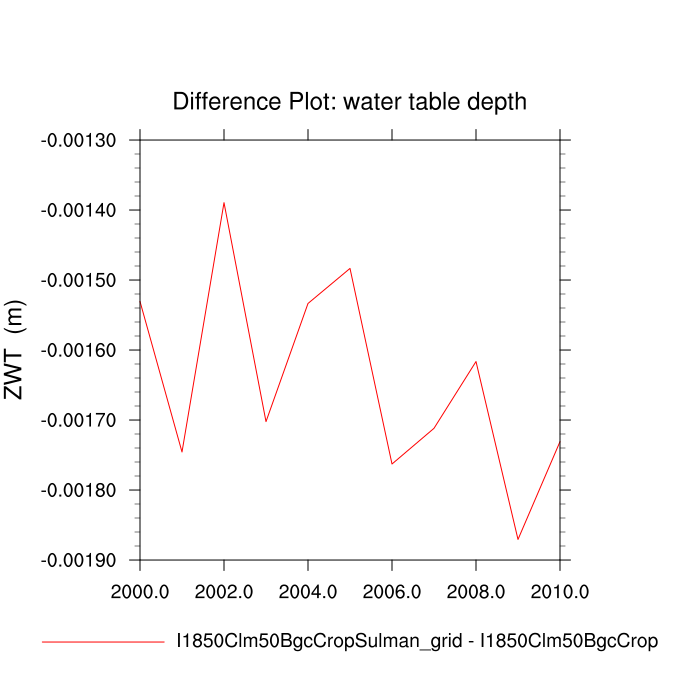 Difference Plot: water table depth
-0.00130
-0.00140
-0.00150
-0.00160
-0.00170
-0.00180
-0.00190
ZWT (m)
2000.0 2002.0 2004.0 2006.0 2008.0 2010.0
I1850Clm50BgcCropSulman_grid - I1850Clm50BgcCrop